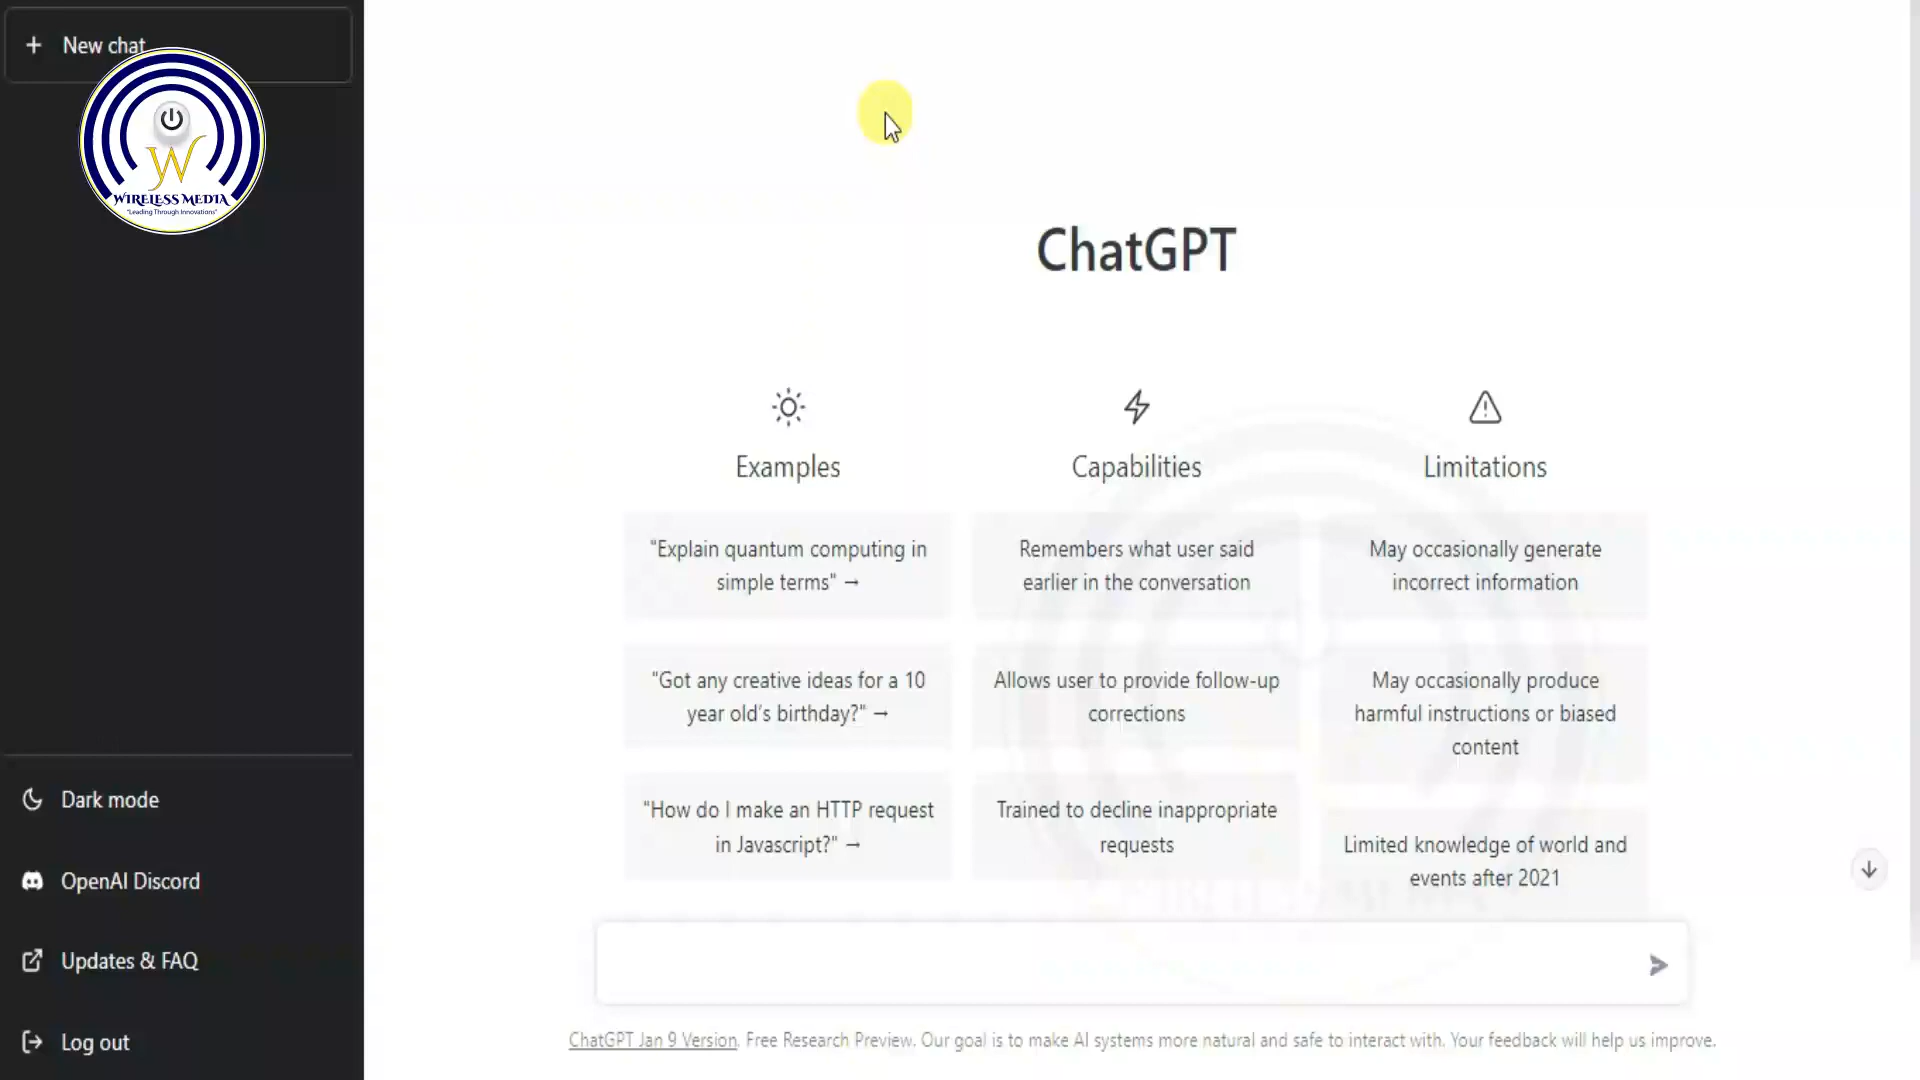 + New chat
W
WIRELESS MEDIA
"Leading Through Innovations"
ChatGPT
Examples
Capabilities
Limitations
"Explain quantum computing in
simple terms" →
Remembers what user said
earlier in the conversation
May occasionally generate
incorrect information
"Got any creative ideas for a 10
year old's birthday?" →
Allows user to provide follow-up
corrections
May occasionally produce
harmful instructions or biased
content
"How do I make an HTTP request
in Javascript?" →
Trained to decline inappropriate
requests
Limited knowledge of world and
events after 2021
Dark mode
OpenAI Discord
Updates & FAQ
Log out
ChatGPT Jan 9 Version. Free Research Preview. Our goal is to make AI systems more natural and safe to interact with. Your feedback will help us improve.